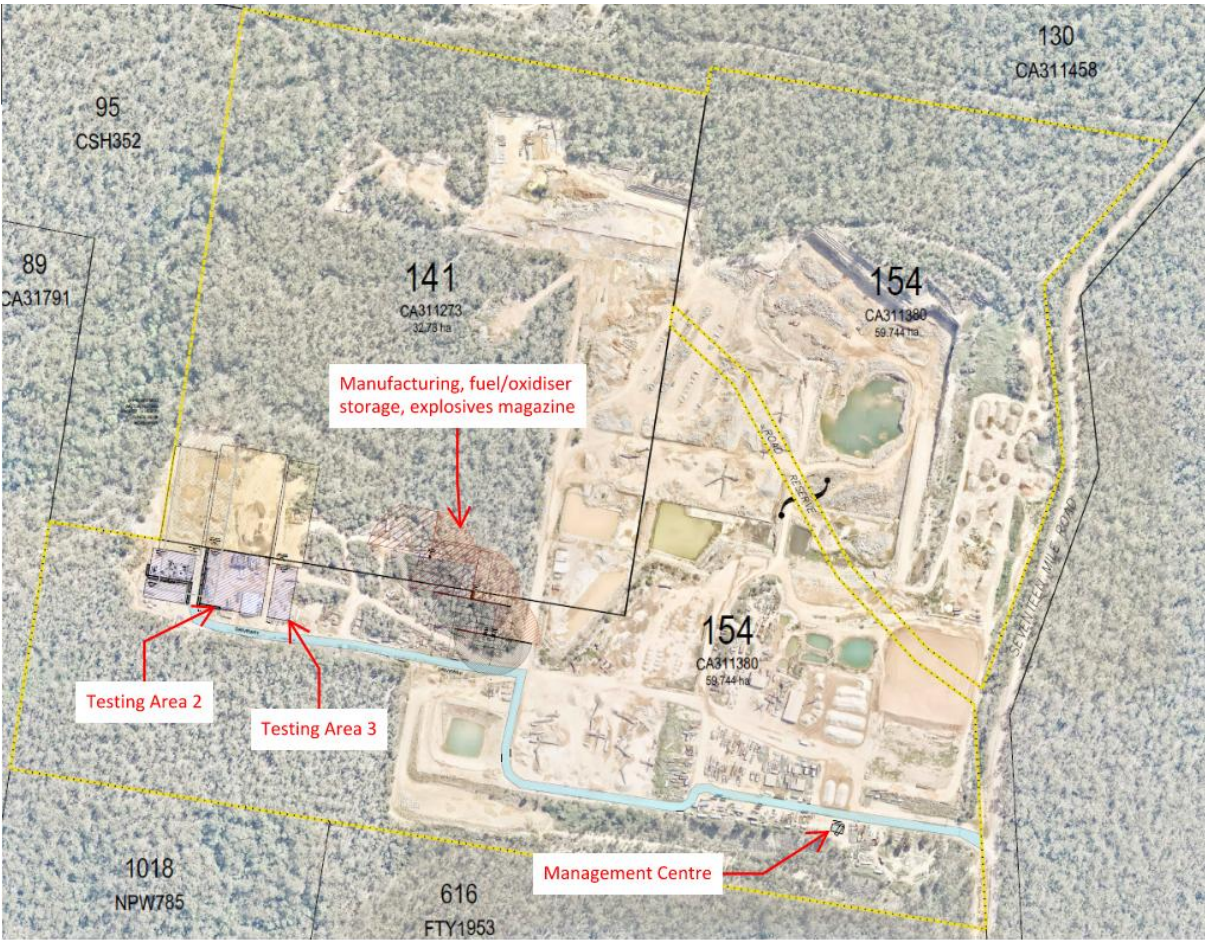 130
CA311458
95
CSH352
89
CA31791
141
CA311273
32.73 ha
154
CA311380
59.744 ha
Manufacturing, fuel/oxidiser
storage, explosives magazine
ROAD
RESERVE
SEVENTEEN MILE ROAD
154
CA311380
59.744 ha
Testing Area 2
Testing Area 3
Management Centre
1018
NPW785
616
FTY1953